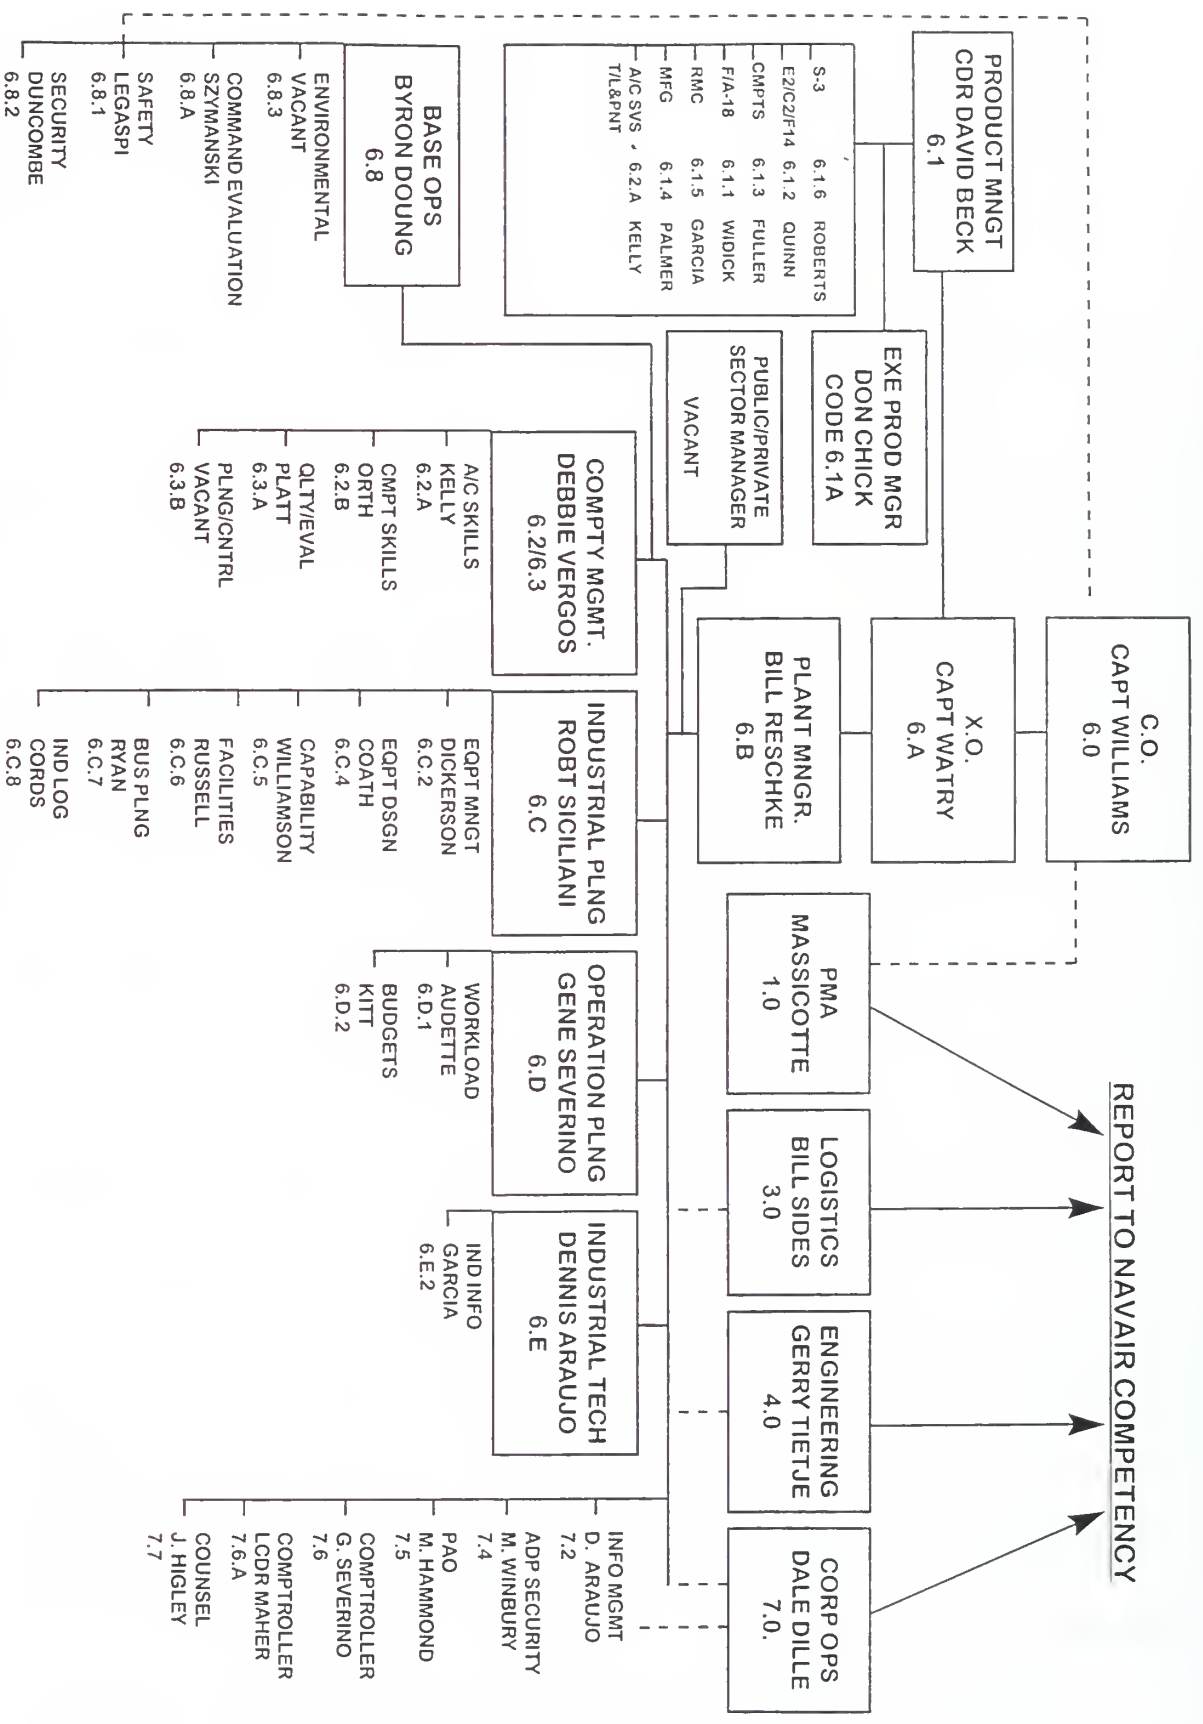 REPORT TO NAVAIR COMPETENCY
C.O.
CAPT WILLIAMS
6.0
X.O.
CAPT WATRY
6.A
PLANT MNGR.
BILL RESCHKE
6.B
PRODUCT MNGT
CDR DAVID BECK
6.1
EXE PROD MGR
DON CHICK
CODE 6.1A
S-3 6.1.6 ROBERTS
E2/C2/F14 6.1.2 QUINN
CMPTS 6.1.3 FULLER
F/A-18 6.1.1 WIDICK
RMC 6.1.5 GARCIA
MFG 6.1.4 PALMER
A/C SVS - 6.2.A KELLY
T/L&PNT
PUBLIC/PRIVATE
SECTOR MANAGER
VACANT
PMA
MASSICOTTE
1.0
LOGISTICS
BILL SIDES
3.0
ENGINEERING
GERRY TIETJE
4.0
CORP OPS
DALE DILLE
7.0.
BASE OPS
BYRON DOUNG
6.8
ENVIRONMENTAL
VACANT
6.8.3
COMMAND EVALUATION
SZYMANSKI
6.8.A
SAFETY
LEGASPI
6.8.1
SECURITY
DUNCOMBE
6.8.2
COMPTY MGMT.
DEBBIE VERGOS
6.2/6.3
A/C SKILLS
KELLY
6.2.A
CMPT SKILLS
ORTH
6.2.B
QLTY/EVAL
PLATT
6.3.A
PLNG/CNTRL
VACANT
6.3.B
INDUSTRIAL PLNG
ROBT SICILIANI
6.C
EQPT MNGT
DICKERSON
6.C.2
EQPT DSGN
COATH
6.C.4
CAPABILITY
WILLIAMSON
6.C.5
FACILITIES
RUSSELL
6.C.6
BUS PLNG
RYAN
6.C.7
IND LOG
CORDS
6.C.8
OPERATION PLNG
GENE SEVERINO
6.D
WORKLOAD
AUDETTE
6.D.1
BUDGETS
KITT
6.D.2
INDUSTRIAL TECH
DENNIS ARAUJO
6.E
IND INFO
GARCIA
6.E.2
INFO MGMT
D. ARAUJO
7.2
ADP SECURITY
M. WINBURY
7.4
PAO
M. HAMMOND
7.5
COMPTROLLER
G. SEVERINO
7.6
COMPTROLLER
LCDR MAHER
7.6.A
COUNSEL
J. HIGLEY
7.7